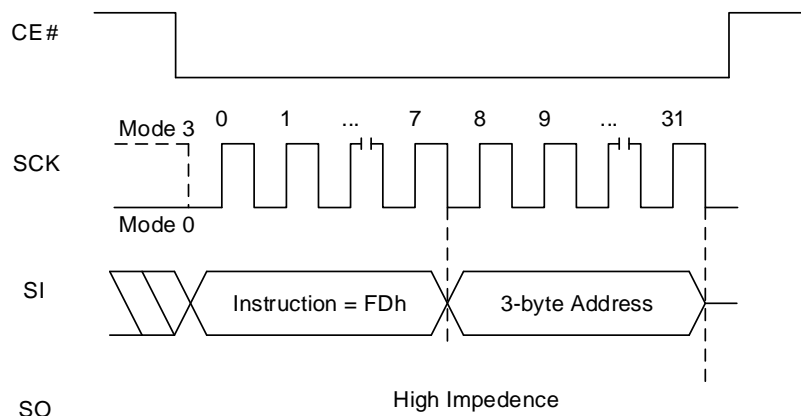 CE#
Mode 3
0 1 ... 7 8 9 ... 31
SCK
Mode 0
SI
Instruction = FDh
3-byte Address
SO
High Impedence